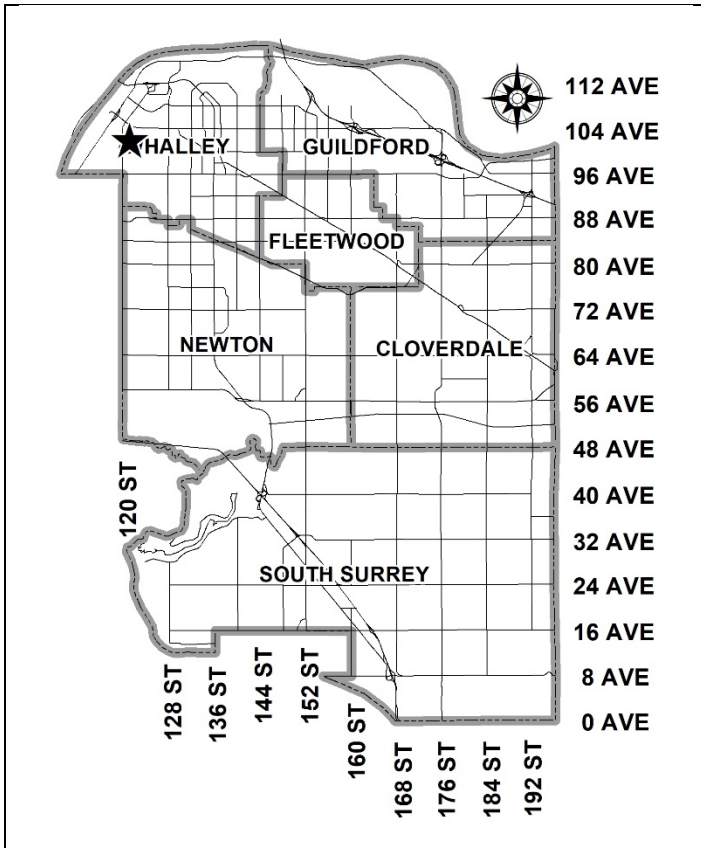 112 AVE
104 AVE
HALLEY
GUILDFORD
96 AVE
88 AVE
FLEETWOOD
80 AVE
72 AVE
NEWTON
CLOVERDALE
64 AVE
56 AVE
48 AVE
120 ST
40 AVE
32 AVE
SOUTH SURREY
24 AVE
16 AVE
8 AVE
128 ST
136 ST
144 ST
152 ST
160 ST
0 AVE
168 ST
176 ST
184 ST
192 ST